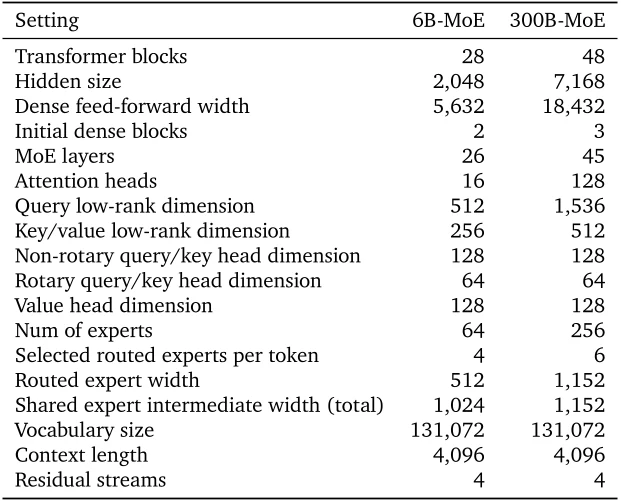 Setting 6B-MoE 300B-MoE
Transformer blocks 28 48
Hidden size 2,048 7,168
Dense feed-forward width 5,632 18,432
Initial dense blocks 2 3
MoE layers 26 45
Attention heads 16 128
Query low-rank dimension 512 1,536
Key/value low-rank dimension 256 512
Non-rotary query/key head dimension 128 128
Rotary query/key head dimension 64 64
Value head dimension 128 128
Num of experts 64 256
Selected routed experts per token 4 6
Routed expert width 512 1,152
Shared expert intermediate width (total) 1,024 1,152
Vocabulary size 131,072 131,072
Context length 4,096 4,096
Residual streams 4 4